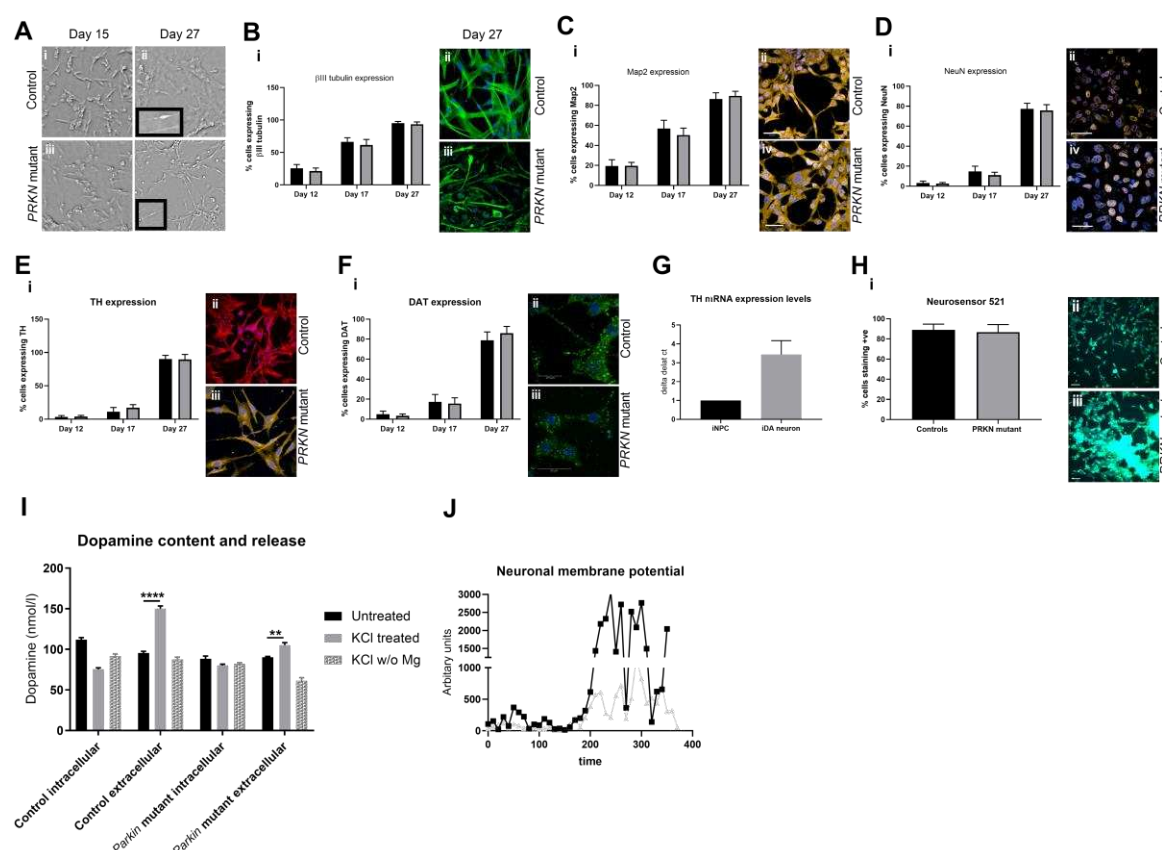 A
Day 15
Day 27
i
ii
iii
Control
PRKN mutant
B
i
βIII tubulin expression
% cells expressing
βIII tubulin
150
100
50
0
Day 12
Day 17
Day 27
Day 27
ii
iii
Control
PRKN mutant
C
i
Map2 expression
% cells expressing Map2
100
80
60
40
20
0
Day 12
Day 17
Day 27
ii
iv
Control
PRKN mutant
D
i
NeuN expression
% celles expressing NeuN
100
80
60
40
20
0
Day 12
Day 17
Day 27
ii
iv
E
i
TH expression
% cells expressing TH
150
100
50
0
Day 12
Day 17
Day 27
ii
iii
Control
PRKN mutant
F
i
DAT expression
% celles expressing DAT
100
80
60
40
20
0
Day 12
Day 17
Day 27
ii
iii
Control
PRKN mutant
G
TH mRNA expression levels
delta delat ct
5
4
3
2
1
0
iNPC
iDA neuron
H
i
Neurosensor 521
% cells staining +ve
100
80
60
40
20
0
Controls
PRKN mutant
ii
iii
I
Dopamine content and release
Dopamine (nmol/l)
200
150
100
50
0
****
**
Control intracellular
Control extracellular
Parkin mutant intracellular
Parkin mutant extracellular
Untreated
KCl treated
KCl w/o Mg
J
Neuronal membrane potential
Arbitary units
3000
2500
2000
1500
1000
1000
500
0
0
100
200
300
400
time